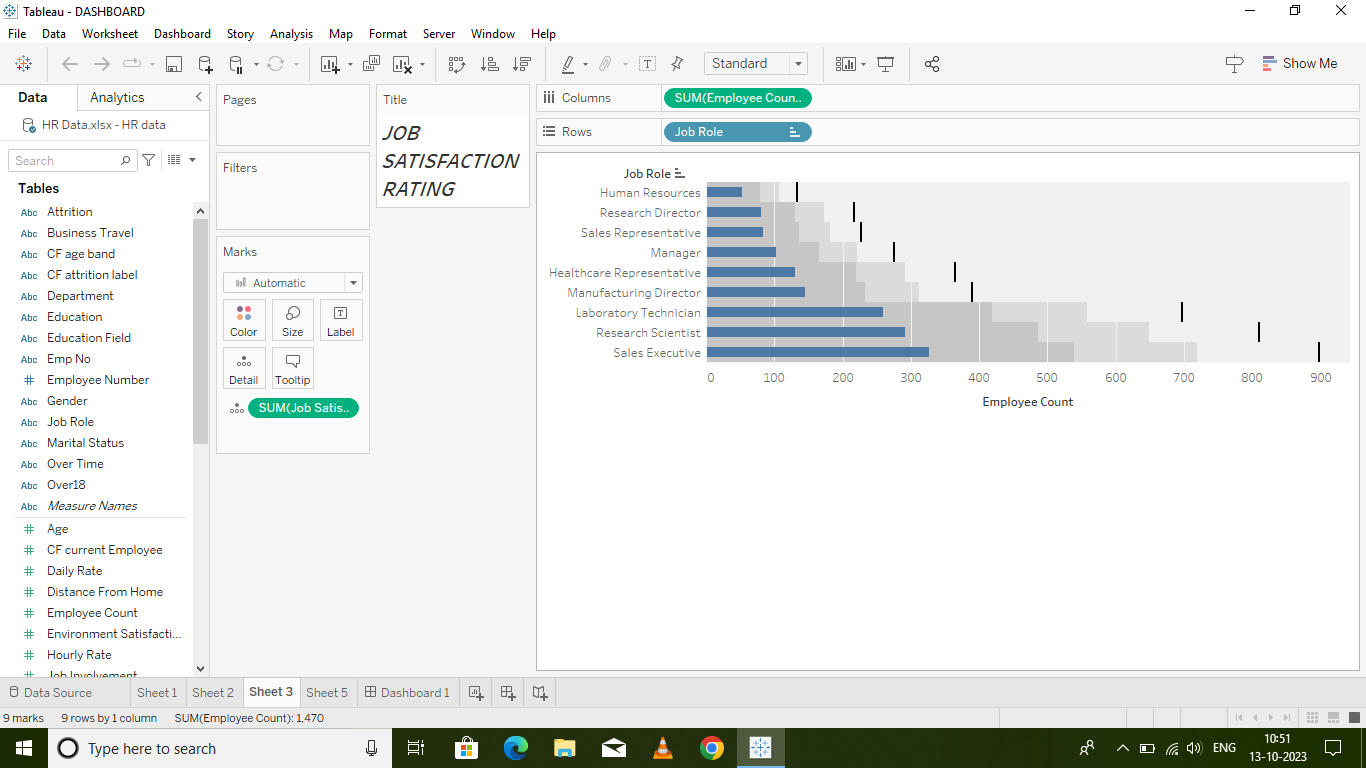 Tableau - DASHBOARD
File Data Worksheet Dashboard Story Analysis Map Format Server Window Help
Standard
Show Me
Data Analytics
HR Data.xlsx - HR data
Search
Tables
Abc Attrition
Abc Business Travel
Abc CF age band
Abc CF attrition label
Abc Department
Abc Education
Abc Education Field
Abc Emp No
# Employee Number
Abc Gender
Abc Job Role
Abc Marital Status
Abc Over Time
Abc Over18
Abc Measure Names
# Age
# CF current Employee
# Daily Rate
# Distance From Home
# Employee Count
# Environment Satisfacti...
# Hourly Rate
# Job Involvement
Pages
Filters
Marks
Automatic
Color Size Label
Detail Tooltip
SUM(Job Satis..
Title
JOB
SATISFACTION
RATING
Columns SUM(Employee Coun..
Rows Job Role
Job Role
Human Resources
Research Director
Sales Representative
Manager
Healthcare Representative
Manufacturing Director
Laboratory Technician
Research Scientist
Sales Executive
0 100 200 300 400 500 600 700 800 900
Employee Count
Data Source Sheet 1 Sheet 2 Sheet 3 Sheet 5 Dashboard 1
9 marks 9 rows by 1 column SUM(Employee Count): 1,470
Type here to search
ENG
10:51
13-10-2023